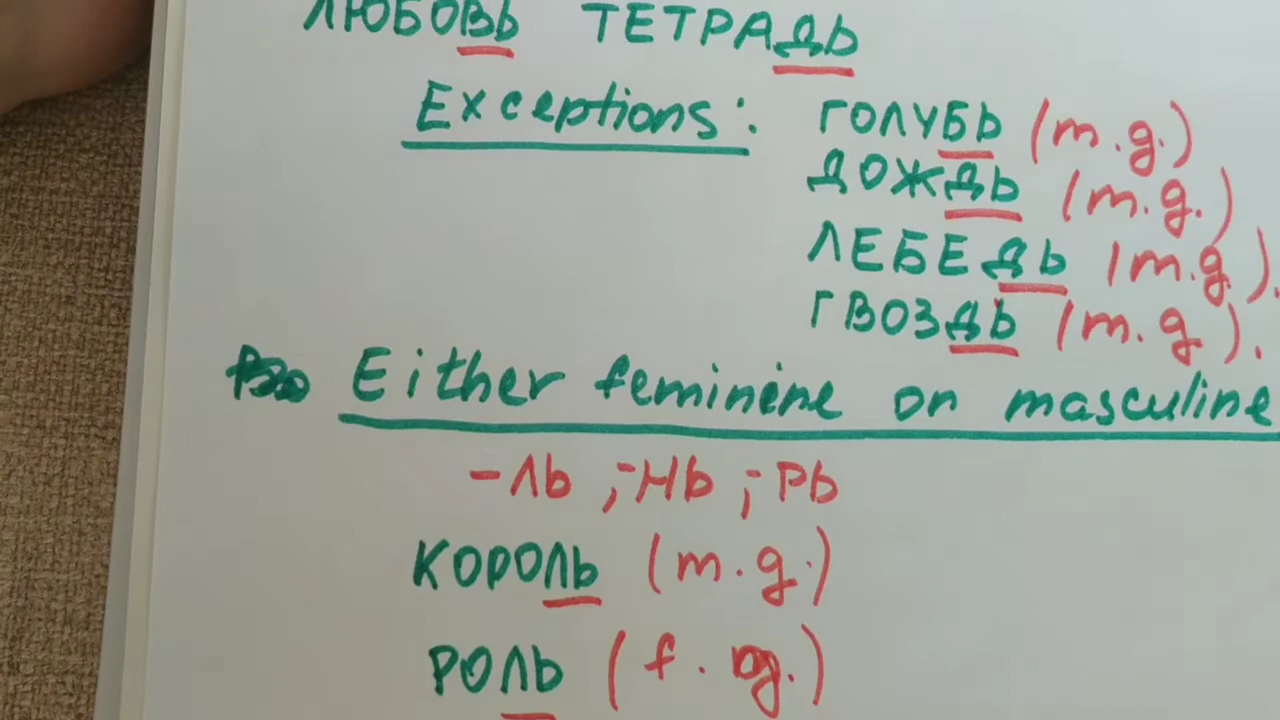 ЛЮБОВЬ ТЕТРАДЬ
Exceptions: ГОЛУБЬ (m.g.)
ДОЖДЬ (m.g.)
ЛЕБЕДЬ (m.g.).
ГВОЗДЬ (m.g.).
Either feminine or masculine
-ЛЬ ;-НЬ ;-РЬ
КОРОЛЬ (m.g.)
РОЛЬ (f.g.)